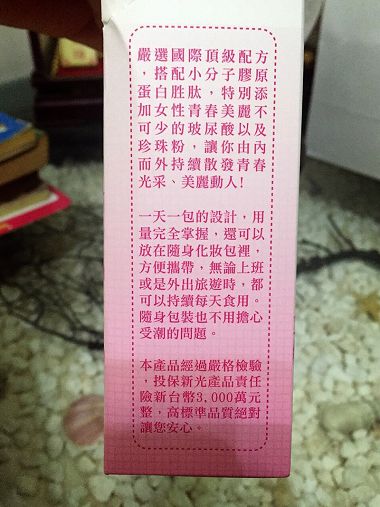 嚴選國際頂級配方
，搭配小分子膠原
蛋白胜肽，特別添
加女性青春美麗不
可少的玻尿酸以及
珍珠粉，讓你由內
而外持續散發青春
光采、美麗動人!
一天一包的設計，用
量完全掌握，還可以
放在隨身化妝包裡，
方便攜帶，無論上班
或是外出旅遊時，都
可以持續每天食用。
隨身包裝也不用擔心
受潮的問題。
本產品經過嚴格檢驗
，投保新光產品責任
險新台幣3,000萬元
整，高標準品質絕對
讓您安心。